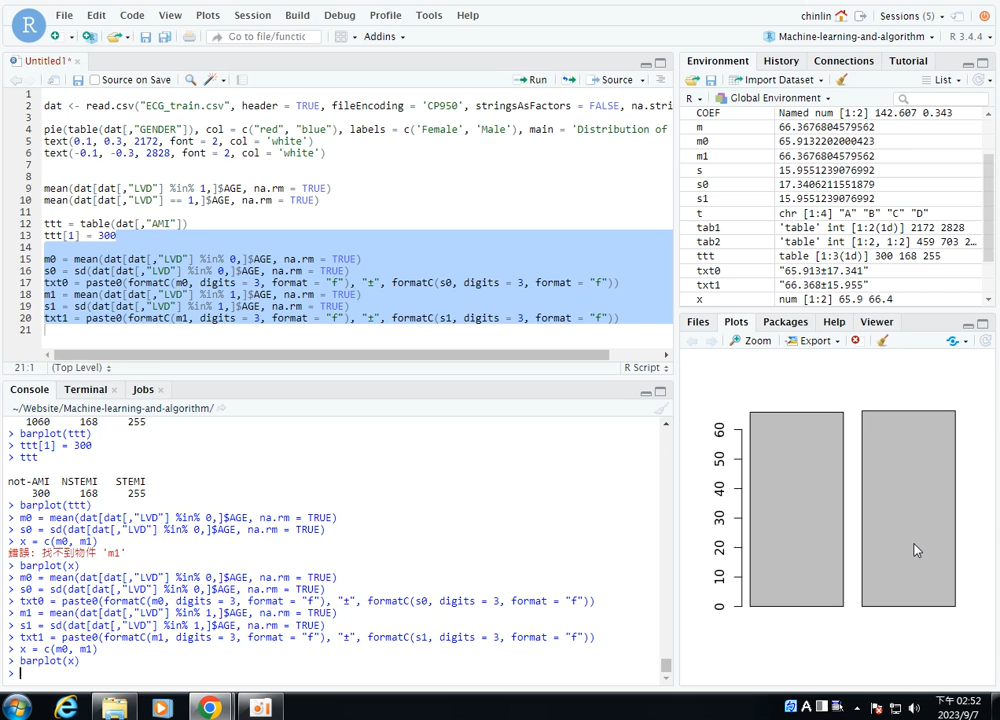 File Edit Code View Plots Session Build Debug Profile Tools Help
chinlin Sessions (5)
R Go to file/functic Addins Machine-learning-and-algorithm R 3.4.4
Untitled1*
Source on Save Run Source
1
2 dat <- read.csv("ECG_train.csv", header = TRUE, fileEncoding = 'CP950', stringsAsFactors = FALSE, na.stri
3
4 pie(table(dat[,"GENDER"]), col = c("red", "blue"), labels = c('Female', 'Male'), main = 'Distribution of
5 text(0.1, 0.3, 2172, font = 2, col = 'white')
6 text(-0.1, -0.3, 2828, font = 2, col = 'white')
7
8
9 mean(dat[dat[,"LVD"] %in% 1,]$AGE, na.rm = TRUE)
10 mean(dat[dat[,"LVD"] == 1,]$AGE, na.rm = TRUE)
11
12 ttt = table(dat[,"AMI"])
13 ttt[1] = 300
14
15 m0 = mean(dat[dat[,"LVD"] %in% 0,]$AGE, na.rm = TRUE)
16 s0 = sd(dat[dat[,"LVD"] %in% 0,]$AGE, na.rm = TRUE)
17 txt0 = paste0(formatC(m0, digits = 3, format = "f"), "±", formatC(s0, digits = 3, format = "f"))
18 m1 = mean(dat[dat[,"LVD"] %in% 1,]$AGE, na.rm = TRUE)
19 s1 = sd(dat[dat[,"LVD"] %in% 1,]$AGE, na.rm = TRUE)
20 txt1 = paste0(formatC(m1, digits = 3, format = "f"), "±", formatC(s1, digits = 3, format = "f"))
21
21:1 (Top Level) R Script
Console Terminal Jobs
~/Website/Machine-learning-and-algorithm/
1060 168 255
> barplot(ttt)
> ttt[1] = 300
> ttt
not-AMI NSTEMI STEMI
300 168 255
> barplot(ttt)
> m0 = mean(dat[dat[,"LVD"] %in% 0,]$AGE, na.rm = TRUE)
> s0 = sd(dat[dat[,"LVD"] %in% 0,]$AGE, na.rm = TRUE)
> x = c(m0, m1)
錯誤: 找不到物件 'm1'
> barplot(x)
> m0 = mean(dat[dat[,"LVD"] %in% 0,]$AGE, na.rm = TRUE)
> s0 = sd(dat[dat[,"LVD"] %in% 0,]$AGE, na.rm = TRUE)
> txt0 = paste0(formatC(m0, digits = 3, format = "f"), "±", formatC(s0, digits = 3, format = "f"))
> m1 = mean(dat[dat[,"LVD"] %in% 1,]$AGE, na.rm = TRUE)
> s1 = sd(dat[dat[,"LVD"] %in% 1,]$AGE, na.rm = TRUE)
> txt1 = paste0(formatC(m1, digits = 3, format = "f"), "±", formatC(s1, digits = 3, format = "f"))
> x = c(m0, m1)
> barplot(x)
>
Environment History Connections Tutorial
Import Dataset List
R Global Environment
COEF Named num [1:2] 142.607 0.343
m 66.3676804579562
m0 65.9132202000423
m1 66.3676804579562
s 15.9551239076992
s0 17.3406211551879
s1 15.9551239076992
t chr [1:4] "A" "B" "C" "D"
tab1 'table' int [1:2(1d)] 2172 2828
tab2 'table' int [1:2, 1:2] 459 703 2…
ttt table [1:3(1d)] 300 168 255
txt0 "65.913±17.341"
txt1 "66.368±15.955"
x num [1:2] 65.9 66.4
Files Plots Packages Help Viewer
Zoom Export
60
50
40
30
20
10
0
A 下午 02:52
2023/9/7